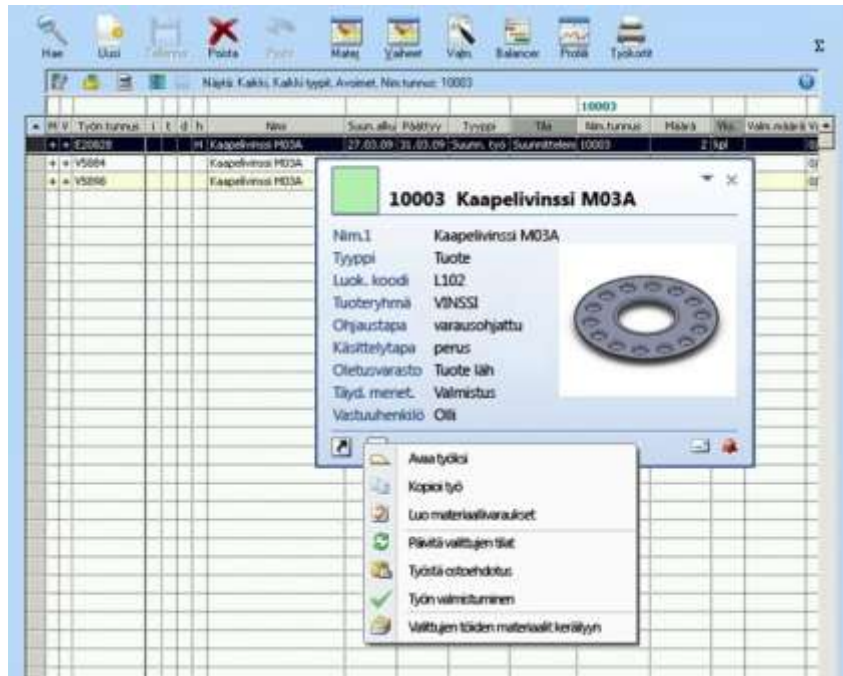 Hae Uusi Tallenna Poista Matej Vaiheet Valm. Balancer Profiili Työkortit Σ
Näytä: Kaikki, Kaikki tyypit, Avoimet, Nim.tunnus: 10003
10003
M V Työn tunnus i t d h Nimi Suun.alku Päättyy Tyyppi Tila Nim.tunnus Määrä Yks. Valm.määrä
+ + E20828 M Kaapelivinssi M03A 27.03.09 31.03.09 Suunn. työ 10003 2 kpl
+ + V5884 Kaapelivinssi M03A
+ + V5898 Kaapelivinssi M03A
10003 Kaapelivinssi M03A
Nim.1 Kaapelivinssi M03A
Tyyppi Tuote
Luok. koodi L102
Tuoteryhmä VINSSI
Ohjaustapa varausohjattu
Käsittelytapa perus
Oletusvarasto Tuote läh
Täyd. menet. Valmistus
Vastuuhenkilö Olli
Avaa työksi
Kopioi työ
Luo materiaalivaraukset
Päivitä valittujen tilat
Työstä ostoehdotus
Työn valmistuminen
Valittujen töiden materiaalit keräilyyn